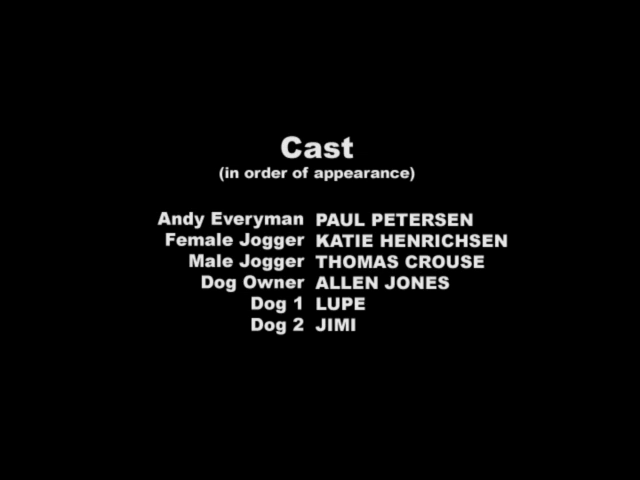 Cast
(in order of appearance)
Andy Everyman PAUL PETERSEN
Female Jogger KATIE HENRICHSEN
Male Jogger THOMAS CROUSE
Dog Owner ALLEN JONES
Dog 1 LUPE
Dog 2 JIMI